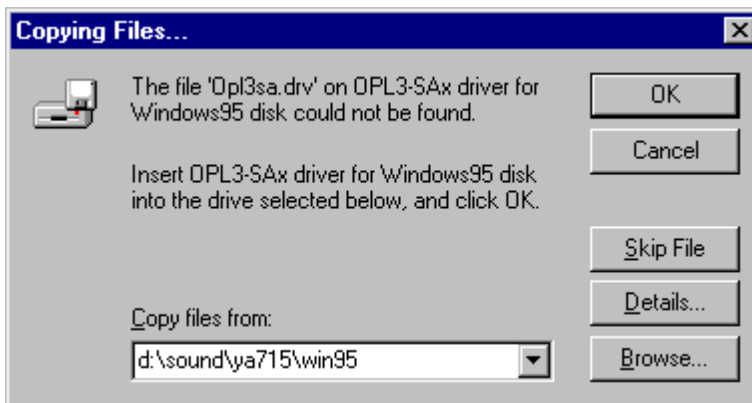 Copying Files...
The file 'Opl3sa.drv' on OPL3-SAx driver for
Windows95 disk could not be found.
Insert OPL3-SAx driver for Windows95 disk
into the drive selected below, and click OK.
Copy files from:
d:\sound\ya715\win95
OK
Cancel
Skip File
Details...
Browse...